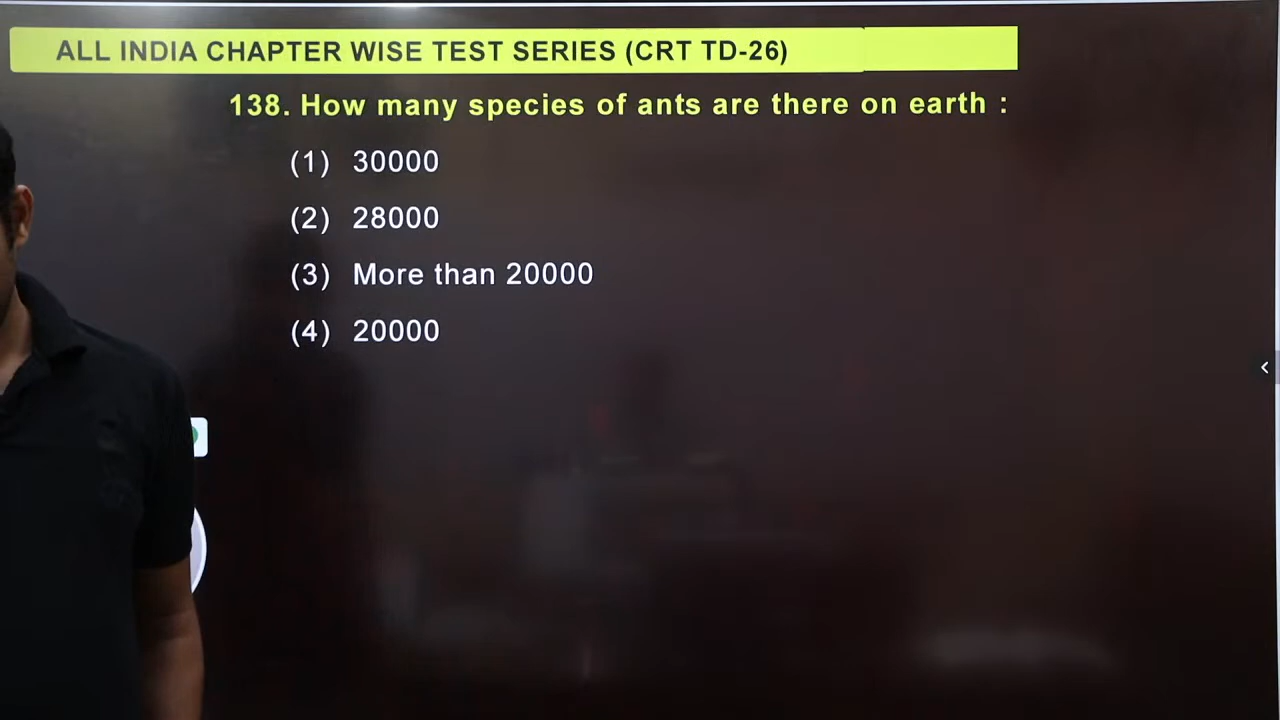 ALL INDIA CHAPTER WISE TEST SERIES (CRT TD-26)
138. How many species of ants are there on earth :
(1) 30000
(2) 28000
(3) More than 20000
(4) 20000